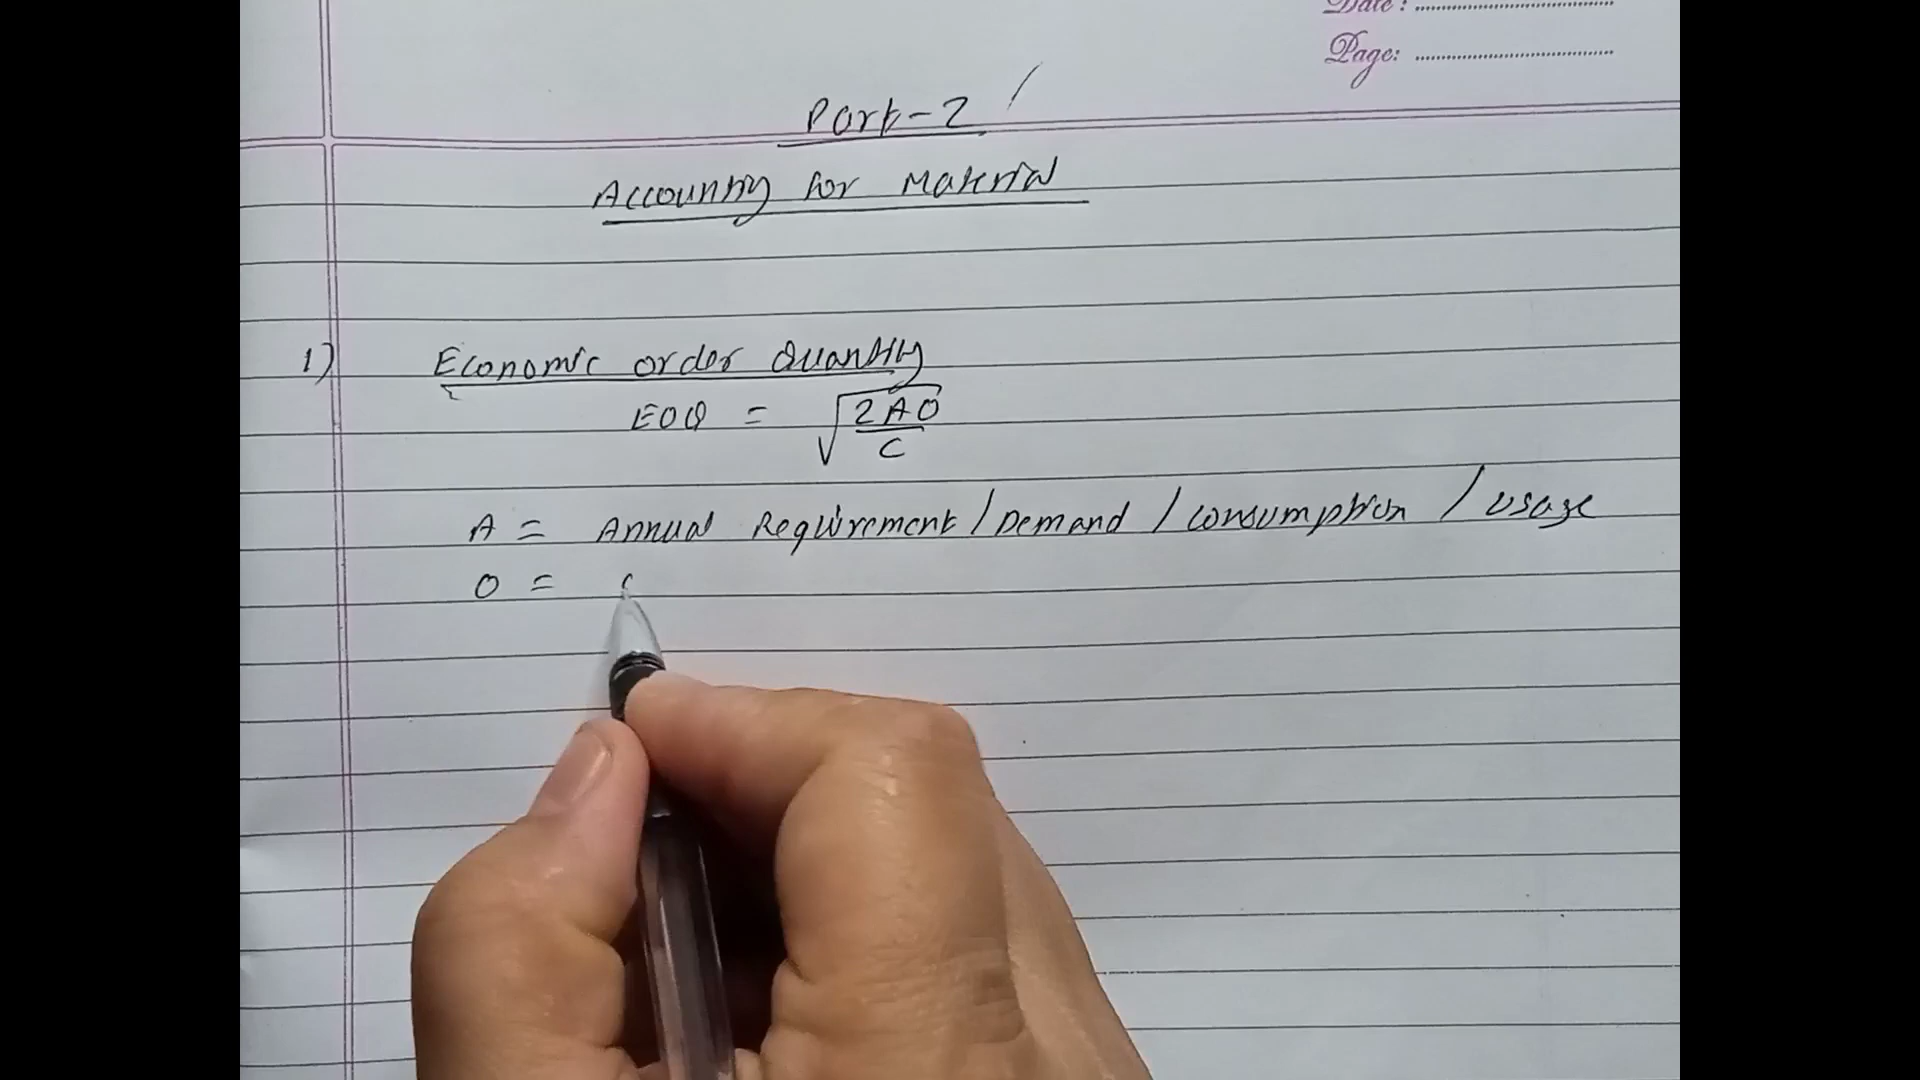 Date: ..............................
Page: ..............................
Part-2
Accounting for Material
1) Economic order Quantity
EOQ = √2AO/C
A = Annual Requirement / Demand / consumption / usage
O =